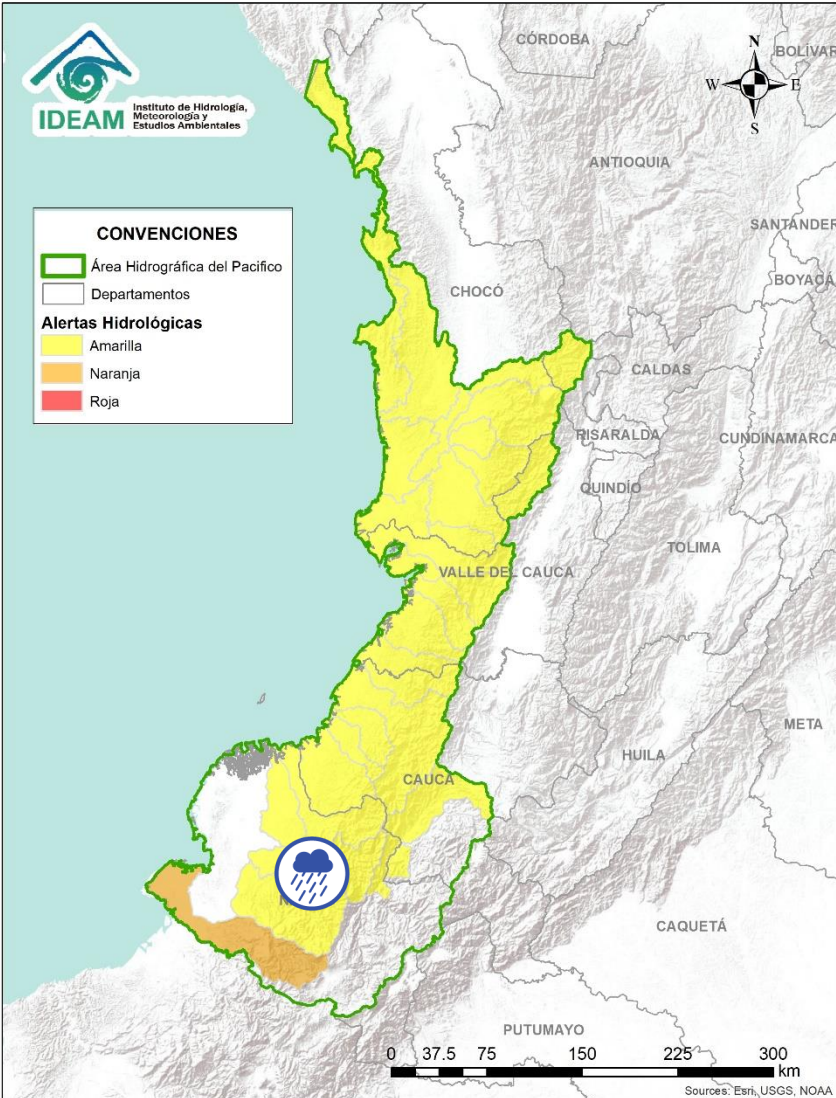 IDEAM
Instituto de Hidrología,
Meteorología y
Estudios Ambientales
CONVENCIONES
Área Hidrográfica del Pacifico
Departamentos
Alertas Hidrológicas
Amarilla
Naranja
Roja
N
W
E
S
CÓRDOBA
BOLÍVAR
ANTIOQUIA
SANTANDER
BOYACÁ
CHOCÓ
CALDAS
RISARALDA
CUNDINAMARCA
QUINDÍO
TOLIMA
VALLE DEL CAUCA
META
HUILA
CAUCA
N
CAQUETÁ
PUTUMAYO
0 37.5 75 150 225 300
km
Sources: Esri, USGS, NOAA